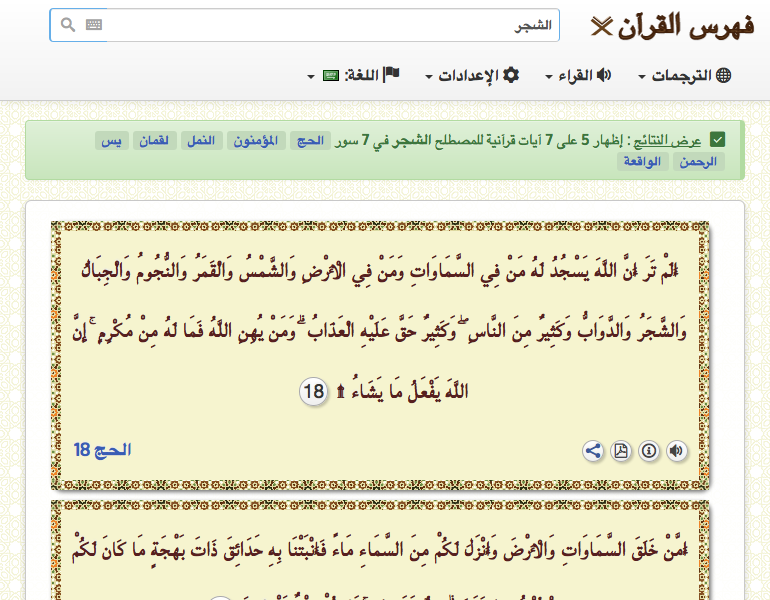 فهرس القرآن
الشجر
الترجمات
القراء
الإعدادات
اللغة:
عرض النتائج : إظهار 5 على 7 آيات قرآنية للمصطلح الشجر في 7 سور الحج المؤمنون النمل لقمان يس
الرحمن الواقعة
أَلَمْ تَرَ أَنَّ اللَّهَ يَسْجُدُ لَهُ مَنْ فِي السَّمَاوَاتِ وَمَنْ فِي الْأَرْضِ وَالشَّمْسُ وَالْقَمَرُ وَالنُّجُومُ وَالْجِبَالُ
وَالشَّجَرُ وَالدَّوَابُّ وَكَثِيرٌ مِنَ النَّاسِ ۖ وَكَثِيرٌ حَقَّ عَلَيْهِ الْعَذَابُ ۗ وَمَنْ يُهِنِ اللَّهُ فَمَا لَهُ مِنْ مُكْرِمٍ ۚ إِنَّ
اللَّهَ يَفْعَلُ مَا يَشَاءُ ۩ 18
الحج 18
أَمَّنْ خَلَقَ السَّمَاوَاتِ وَالْأَرْضَ وَأَنْزَلَ لَكُمْ مِنَ السَّمَاءِ مَاءً فَأَنْبَتْنَا بِهِ حَدَائِقَ ذَاتَ بَهْجَةٍ مَا كَانَ لَكُمْ